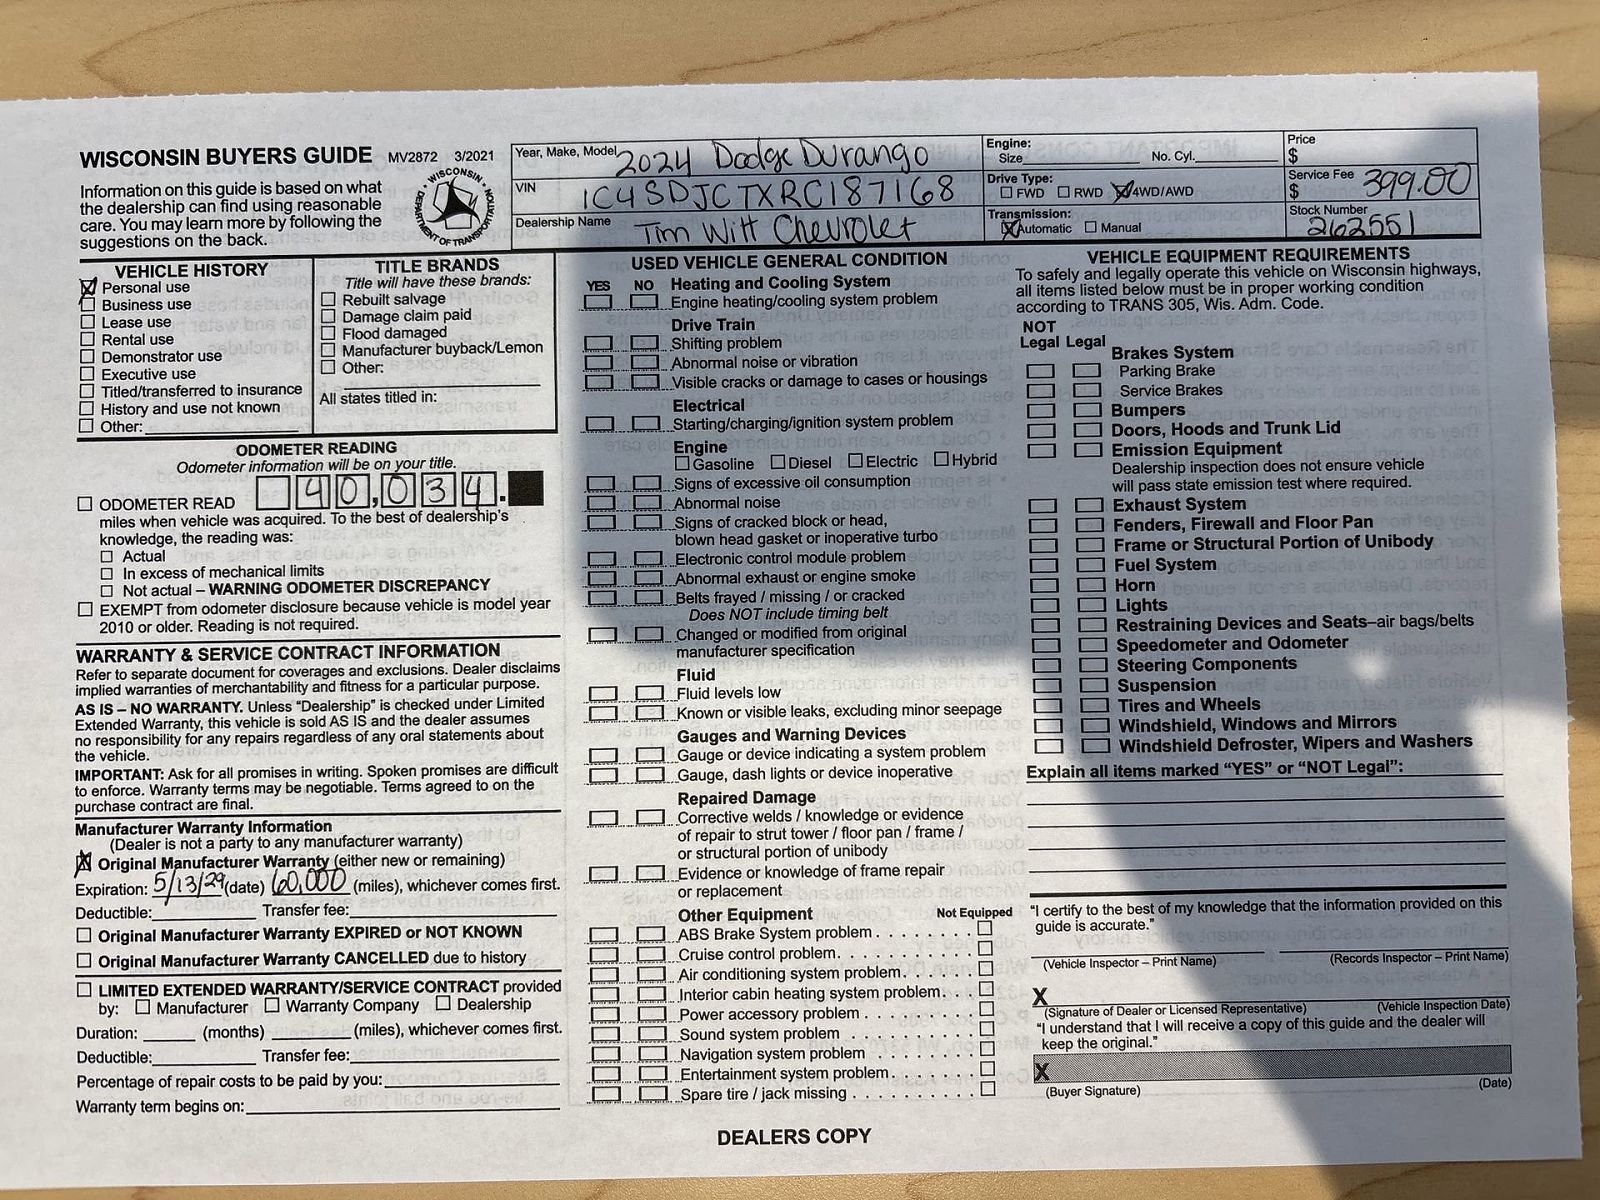 WISCONSIN BUYERS GUIDE MV2872 3/2021
Information on this guide is based on what
the dealership can find using reasonable
care. You may learn more by following the
suggestions on the back.
WISCONSIN
DEPARTMENT OF TRANSPORTATION
Year, Make, Model 2024 Dodge Durango
VIN 1C4SDJCTXRC187168
Dealership Name Tim Witt Chevrolet
Engine:
Size No. Cyl.
Drive Type:
FWD RWD 4WD/AWD
Transmission:
Automatic Manual
Price
$
Service Fee
$ 399.00
Stock Number
262551
VEHICLE HISTORY
Personal use
Business use
Lease use
Rental use
Demonstrator use
Executive use
Titled/transferred to insurance
History and use not known
Other:
TITLE BRANDS
Title will have these brands:
Rebuilt salvage
Damage claim paid
Flood damaged
Manufacturer buyback/Lemon
Other:
All states titled in:
ODOMETER READING
Odometer information will be on your title.
ODOMETER READ 40,034.
miles when vehicle was acquired. To the best of dealership's
knowledge, the reading was:
Actual
In excess of mechanical limits
Not actual – WARNING ODOMETER DISCREPANCY
EXEMPT from odometer disclosure because vehicle is model year
2010 or older. Reading is not required.
WARRANTY & SERVICE CONTRACT INFORMATION
Refer to separate document for coverages and exclusions. Dealer disclaims
implied warranties of merchantability and fitness for a particular purpose.
AS IS – NO WARRANTY. Unless "Dealership" is checked under Limited
Extended Warranty, this vehicle is sold AS IS and the dealer assumes
no responsibility for any repairs regardless of any oral statements about
the vehicle.
IMPORTANT: Ask for all promises in writing. Spoken promises are difficult
to enforce. Warranty terms may be negotiable. Terms agreed to on the
purchase contract are final.
Manufacturer Warranty Information
(Dealer is not a party to any manufacturer warranty)
Original Manufacturer Warranty (either new or remaining)
Expiration: 5/13/29 (date) 60,000 (miles), whichever comes first.
Deductible: Transfer fee:
Original Manufacturer Warranty EXPIRED or NOT KNOWN
Original Manufacturer Warranty CANCELLED due to history
LIMITED EXTENDED WARRANTY/SERVICE CONTRACT provided
by: Manufacturer Warranty Company Dealership
Duration: (months) (miles), whichever comes first.
Deductible: Transfer fee:
Percentage of repair costs to be paid by you:
Warranty term begins on:
USED VEHICLE GENERAL CONDITION
YES NO Heating and Cooling System
Engine heating/cooling system problem
Drive Train
Shifting problem
Abnormal noise or vibration
Visible cracks or damage to cases or housings
Electrical
Starting/charging/ignition system problem
Engine
Gasoline Diesel Electric Hybrid
Signs of excessive oil consumption
Abnormal noise
Signs of cracked block or head,
blown head gasket or inoperative turbo
Electronic control module problem
Abnormal exhaust or engine smoke
Belts frayed / missing / or cracked
Does NOT include timing belt
Changed or modified from original
manufacturer specification
Fluid
Fluid levels low
Known or visible leaks, excluding minor seepage
Gauges and Warning Devices
Gauge or device indicating a system problem
Gauge, dash lights or device inoperative
Repaired Damage
Corrective welds / knowledge or evidence
of repair to strut tower / floor pan / frame /
or structural portion of unibody
Evidence or knowledge of frame repair
or replacement
Other Equipment Not Equipped
ABS Brake System problem
Cruise control problem
Air conditioning system problem
Interior cabin heating system problem
Power accessory problem
Sound system problem
Navigation system problem
Entertainment system problem
Spare tire / jack missing
VEHICLE EQUIPMENT REQUIREMENTS
To safely and legally operate this vehicle on Wisconsin highways,
all items listed below must be in proper working condition
according to TRANS 305, Wis. Adm. Code.
NOT
Legal Legal
Brakes System
Parking Brake
Service Brakes
Bumpers
Doors, Hoods and Trunk Lid
Emission Equipment
Dealership inspection does not ensure vehicle
will pass state emission test where required.
Exhaust System
Fenders, Firewall and Floor Pan
Frame or Structural Portion of Unibody
Fuel System
Horn
Lights
Restraining Devices and Seats–air bags/belts
Speedometer and Odometer
Steering Components
Suspension
Tires and Wheels
Windshield, Windows and Mirrors
Windshield Defroster, Wipers and Washers
Explain all items marked "YES" or "NOT Legal":
"I certify to the best of my knowledge that the information provided on this
guide is accurate."
(Vehicle Inspector – Print Name) (Records Inspector – Print Name)
X
(Signature of Dealer or Licensed Representative) (Vehicle Inspection Date)
"I understand that I will receive a copy of this guide and the dealer will
keep the original."
X
(Buyer Signature) (Date)
DEALERS COPY